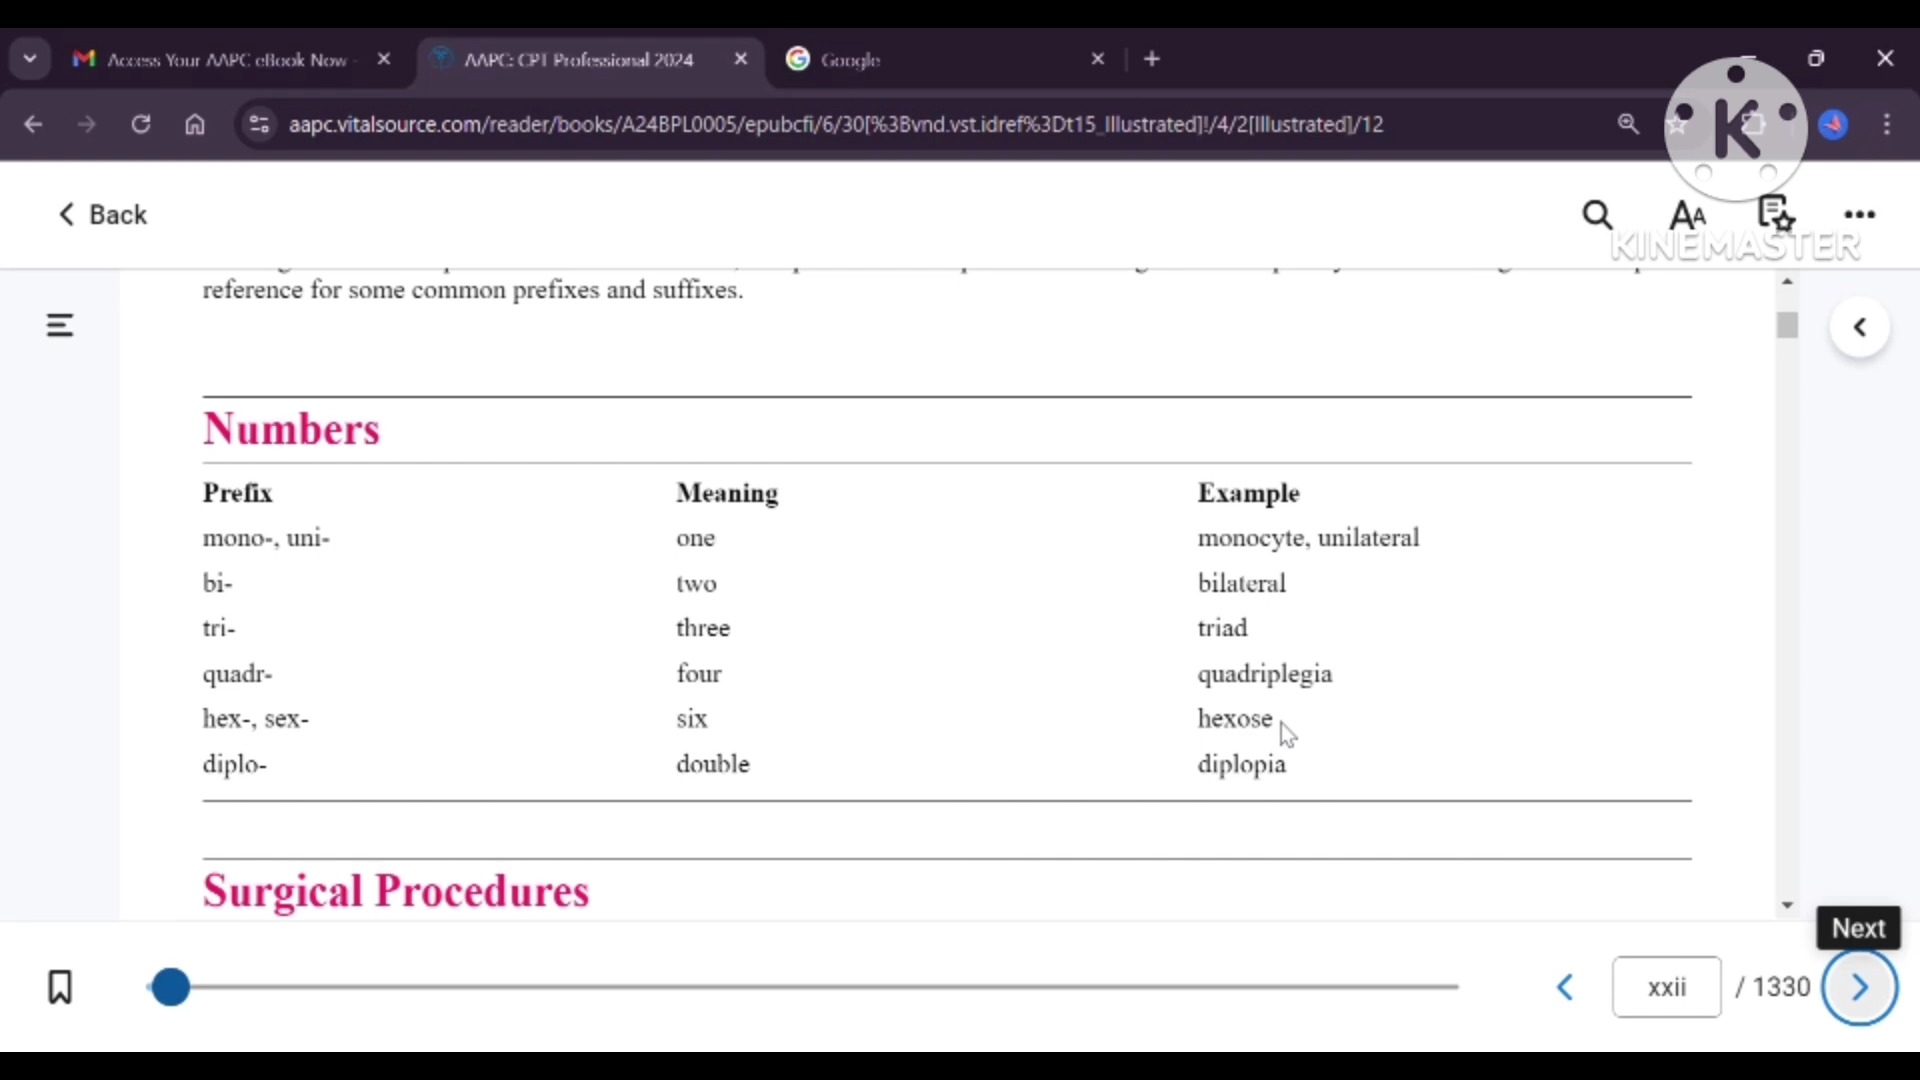 Access Your AAPC eBook Now -
AAPC: CPT Professional 2024
Google
aapc.vitalsource.com/reader/books/A24BPL0005/epubcfi/6/30[%3Bvnd.vst.idref%3Dt15_Illustrated]!/4/2[Illustrated]/12
K
KINEMASTER
Back
AA
reference for some common prefixes and suffixes.
Numbers
Prefix Meaning Example
mono-, uni- one monocyte, unilateral
bi- two bilateral
tri- three triad
quadr- four quadriplegia
hex-, sex- six hexose
diplo- double diplopia
Surgical Procedures
Next
xxii / 1330